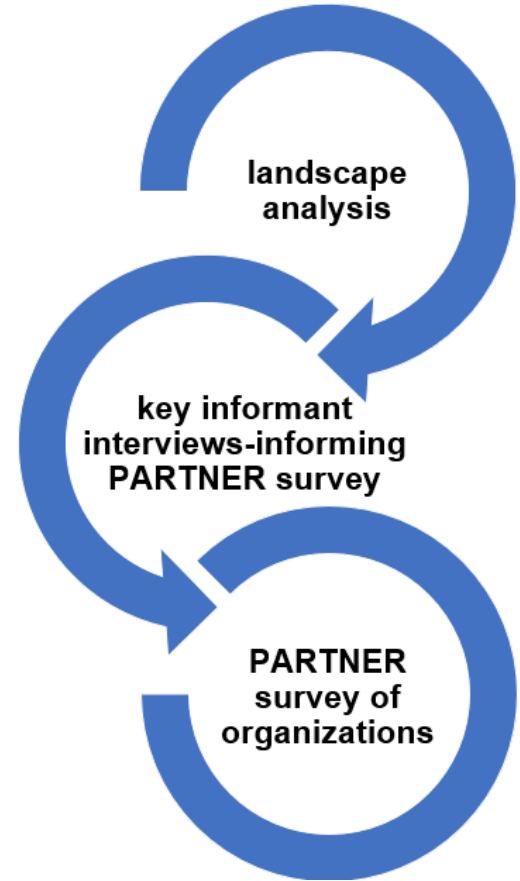 landscape
analysis
key informant
interviews-informing
PARTNER survey
PARTNER
survey of
organizations